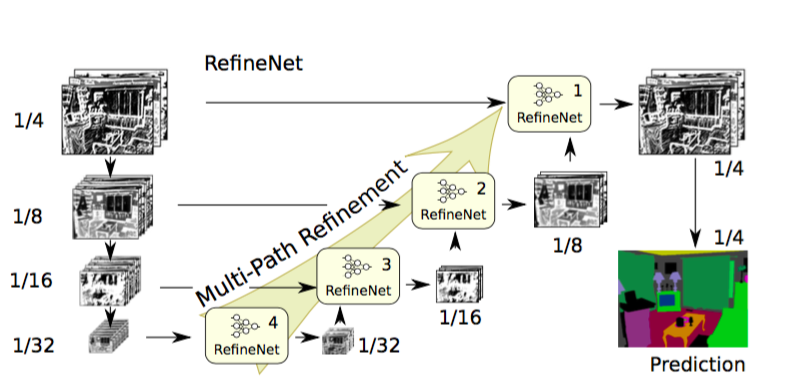 RefineNet
1/4
1
RefineNet
1/4
Multi-Path Refinement
2
RefineNet
1/8
1/8
1/4
3
RefineNet
1/16
1/16
4
RefineNet
1/32
1/32
Prediction